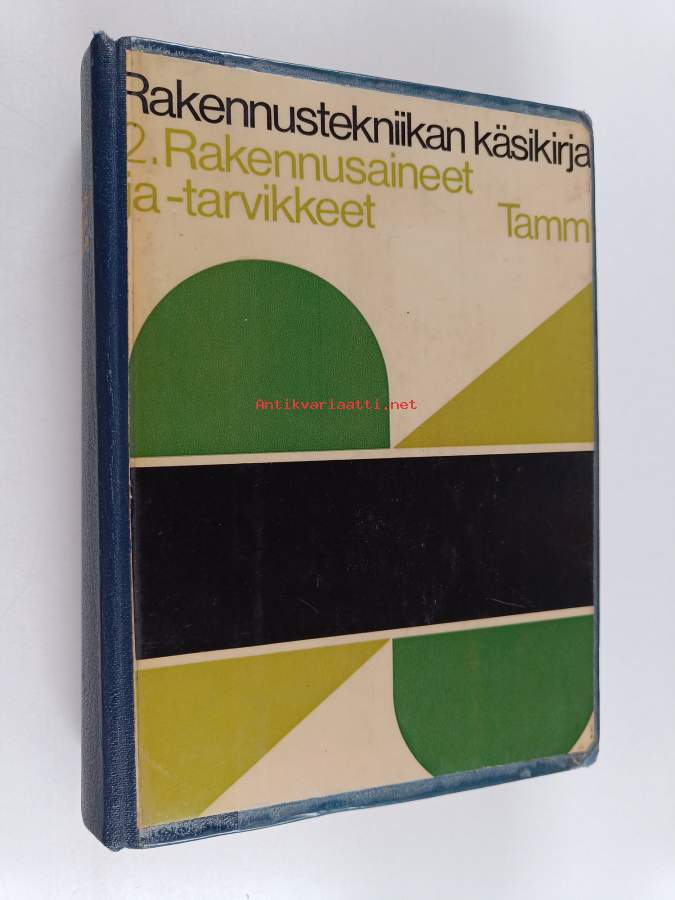 Rakennustekniikan käsikirja
2. Rakennusaineet
ja -tarvikkeet Tamm
Antikvariaatti.net